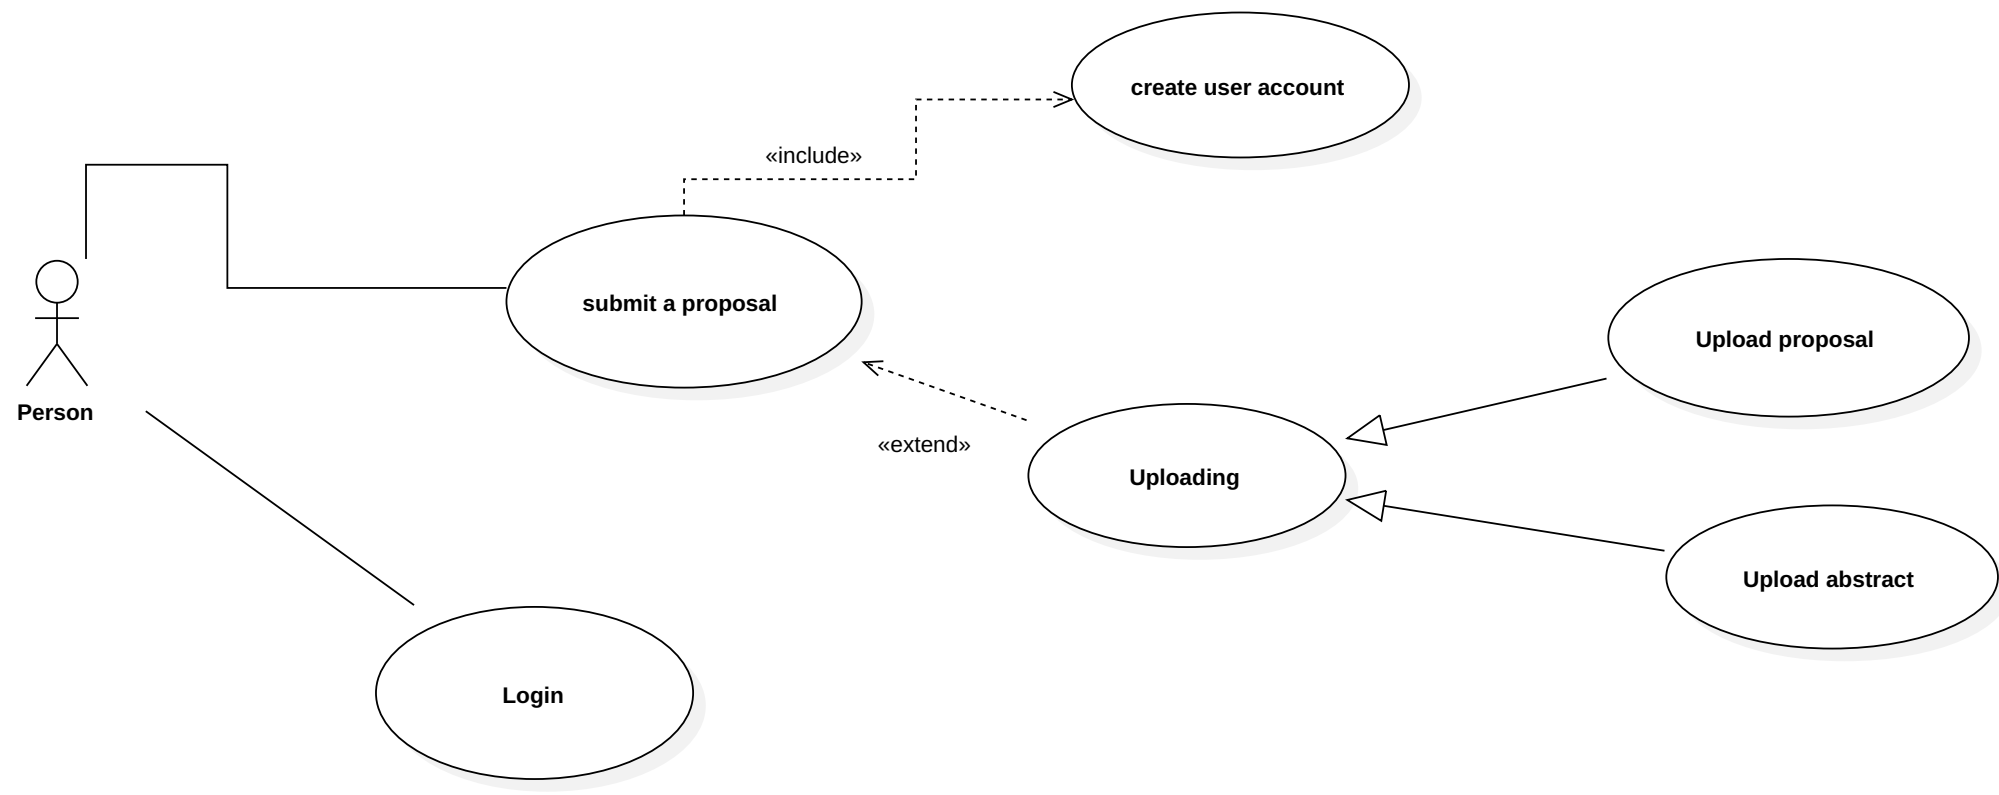 create user account
«include»
submit a proposal
Upload proposal
Person
«extend»
Uploading
Upload abstract
Login